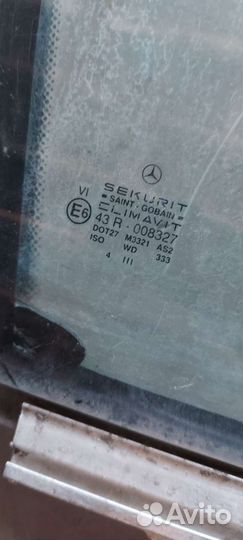 SEKURIT
SAINT - GOBAIN
CLIMAVIT
VI
E6 43 R - 008327
DOT27 M3321 AS2
ISO WD 333
4 III
Avito